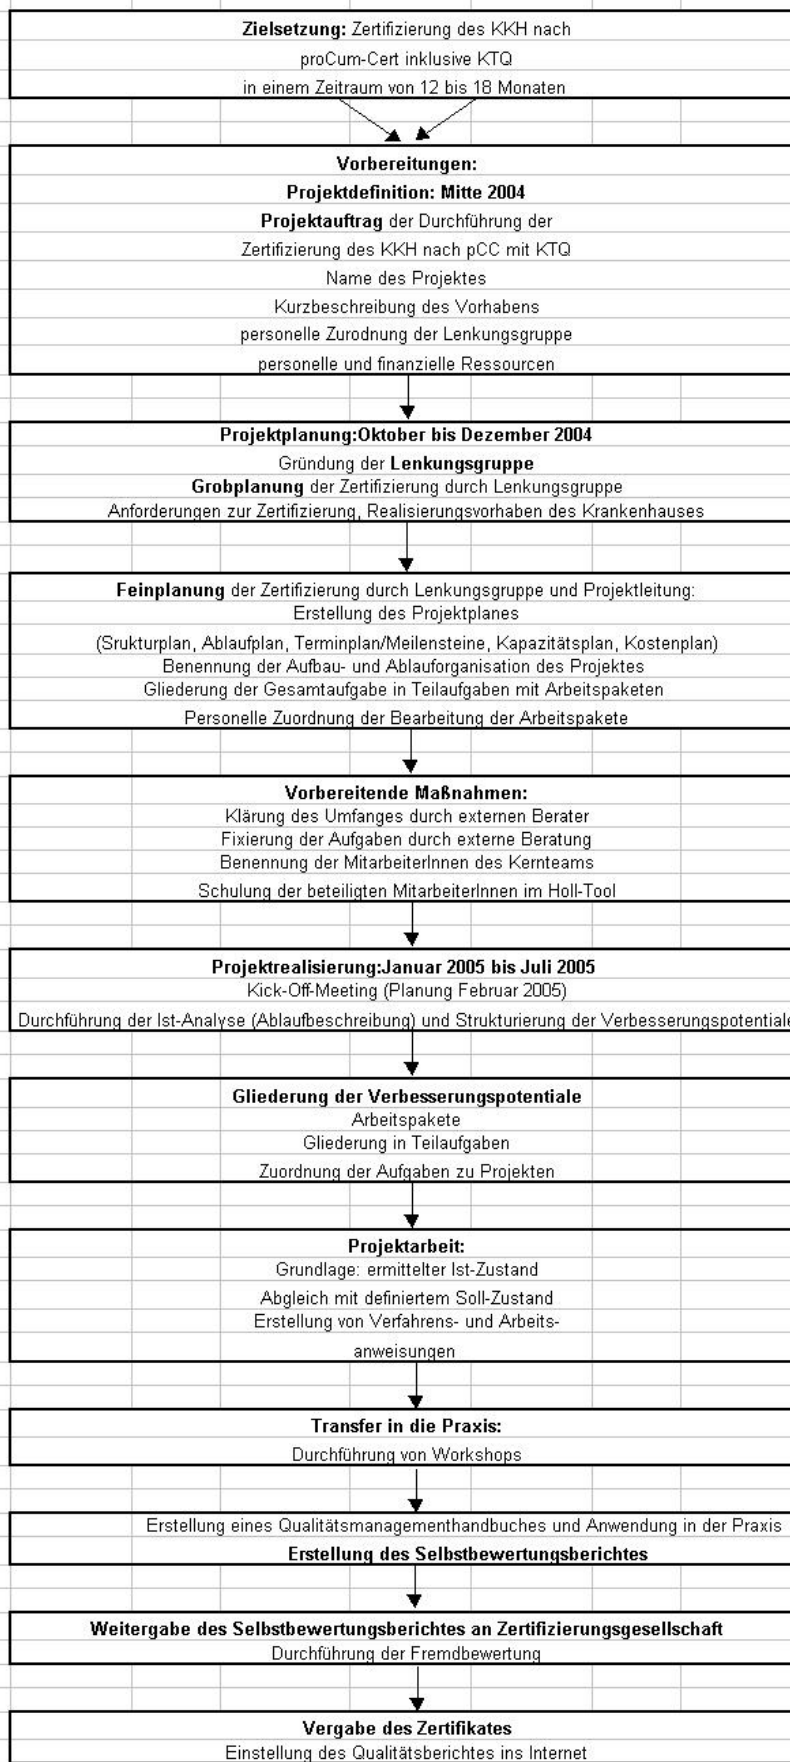 Zielsetzung: Zertifizierung des KKH nach
proCum-Cert inklusive KTQ
in einem Zeitraum von 12 bis 18 Monaten
Vorbereitungen:
Projektdefinition: Mitte 2004
Projektauftrag der Durchführung der
Zertifizierung des KKH nach pCC mit KTQ
Name des Projektes
Kurzbeschreibung des Vorhabens
personelle Zurodnung der Lenkungsgruppe
personelle und finanzielle Ressourcen
Projektplanung:Oktober bis Dezember 2004
Gründung der Lenkungsgruppe
Grobplanung der Zertifizierung durch Lenkungsgruppe
Anforderungen zur Zertifizierung, Realisierungsvorhaben des Krankenhauses
Feinplanung der Zertifizierung durch Lenkungsgruppe und Projektleitung:
Erstellung des Projektplanes
(Srukturplan, Ablaufplan, Terminplan/Meilensteine, Kapazitätsplan, Kostenplan)
Benennung der Aufbau- und Ablauforganisation des Projektes
Gliederung der Gesamtaufgabe in Teilaufgaben mit Arbeitspaketen
Personelle Zuordnung der Bearbeitung der Arbeitspakete
Vorbereitende Maßnahmen:
Klärung des Umfanges durch externen Berater
Fixierung der Aufgaben durch externe Beratung
Benennung der MitarbeiterInnen des Kernteams
Schulung der beteiligten MitarbeiterInnen im Holl-Tool
Projektrealisierung:Januar 2005 bis Juli 2005
Kick-Off-Meeting (Planung Februar 2005)
Durchführung der Ist-Analyse (Ablaufbeschreibung) und Strukturierung der Verbesserungspotentiale
Gliederung der Verbesserungspotentiale
Arbeitspakete
Gliederung in Teilaufgaben
Zuordnung der Aufgaben zu Projekten
Projektarbeit:
Grundlage: ermittelter Ist-Zustand
Abgleich mit definiertem Soll-Zustand
Erstellung von Verfahrens- und Arbeits-
anweisungen
Transfer in die Praxis:
Durchführung von Workshops
Erstellung eines Qualitätsmanagementhandbuches und Anwendung in der Praxis
Erstellung des Selbstbewertungsberichtes
Weitergabe des Selbstbewertungsberichtes an Zertifizierungsgesellschaft
Durchführung der Fremdbewertung
Vergabe des Zertifikates
Einstellung des Qualitätsberichtes ins Internet